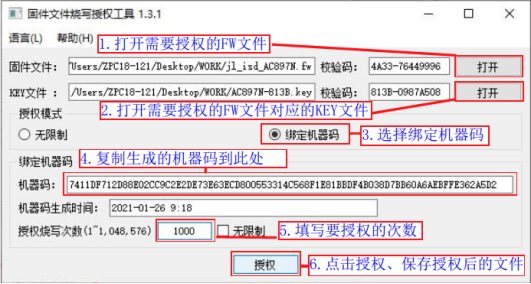 固件文件烧写授权工具 1.3.1
语言(L) 帮助(H)
1.打开需要授权的FW文件
固件文件: 'Users/ZPC18-121/Desktop/WORK/jl_isd_AC897N.fw 校验码: 4A33-76449996 打开
KEY文件 : /Users/ZPC18-121/Desktop/WORK/AC897N-813B.key 校验码: 813B-0987A508 打开
2.打开需要授权的FW文件对应的KEY文件
授权模式
无限制 绑定机器码 3.选择绑定机器码
绑定机器码 4.复制生成的机器码到此处
机器码: 7411DF712D88E02CC9C2E2DE73E63ECD800553314C568F1E81BBDF4B038D7BB60A6AEBFFE362A5D2
机器码生成时间: 2021-01-26 9:18
授权烧写次数(1~1,048,576) 1000 无限制 5.填写要授权的次数
授权 6.点击授权、保存授权后的文件